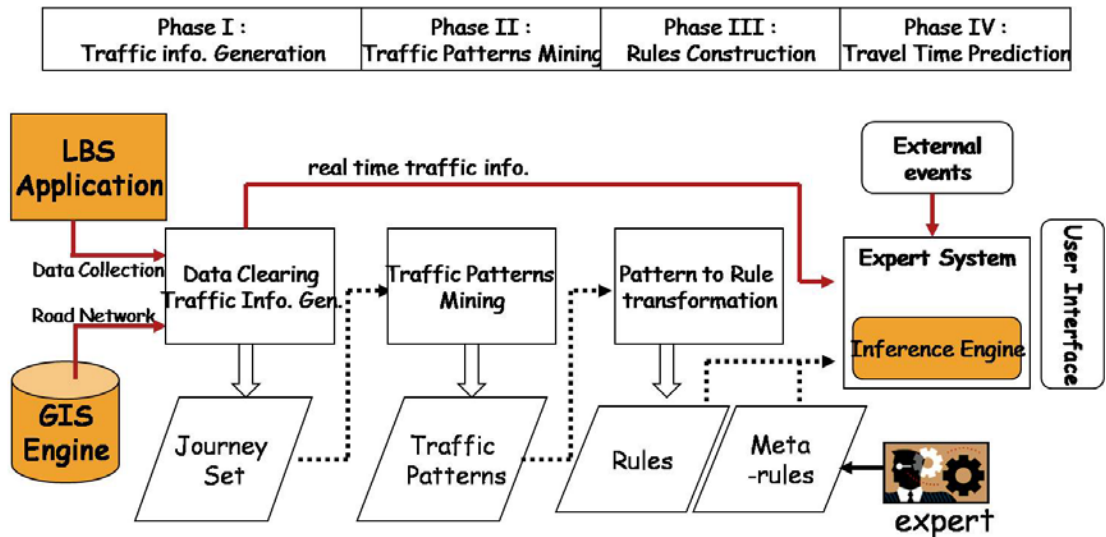 Phase I :
Traffic info. Generation
Phase II :
Traffic Patterns Mining
Phase III :
Rules Construction
Phase IV :
Travel Time Prediction
LBS
Application
real time traffic info.
External
events
Data Collection
Road Network
Data Clearing
Traffic Info. Gen.
Traffic Patterns
Mining
Pattern to Rule
transformation
Expert System
Inference Engine
User Interface
GIS
Engine
Journey
Set
Traffic
Patterns
Rules
Meta
-rules
expert